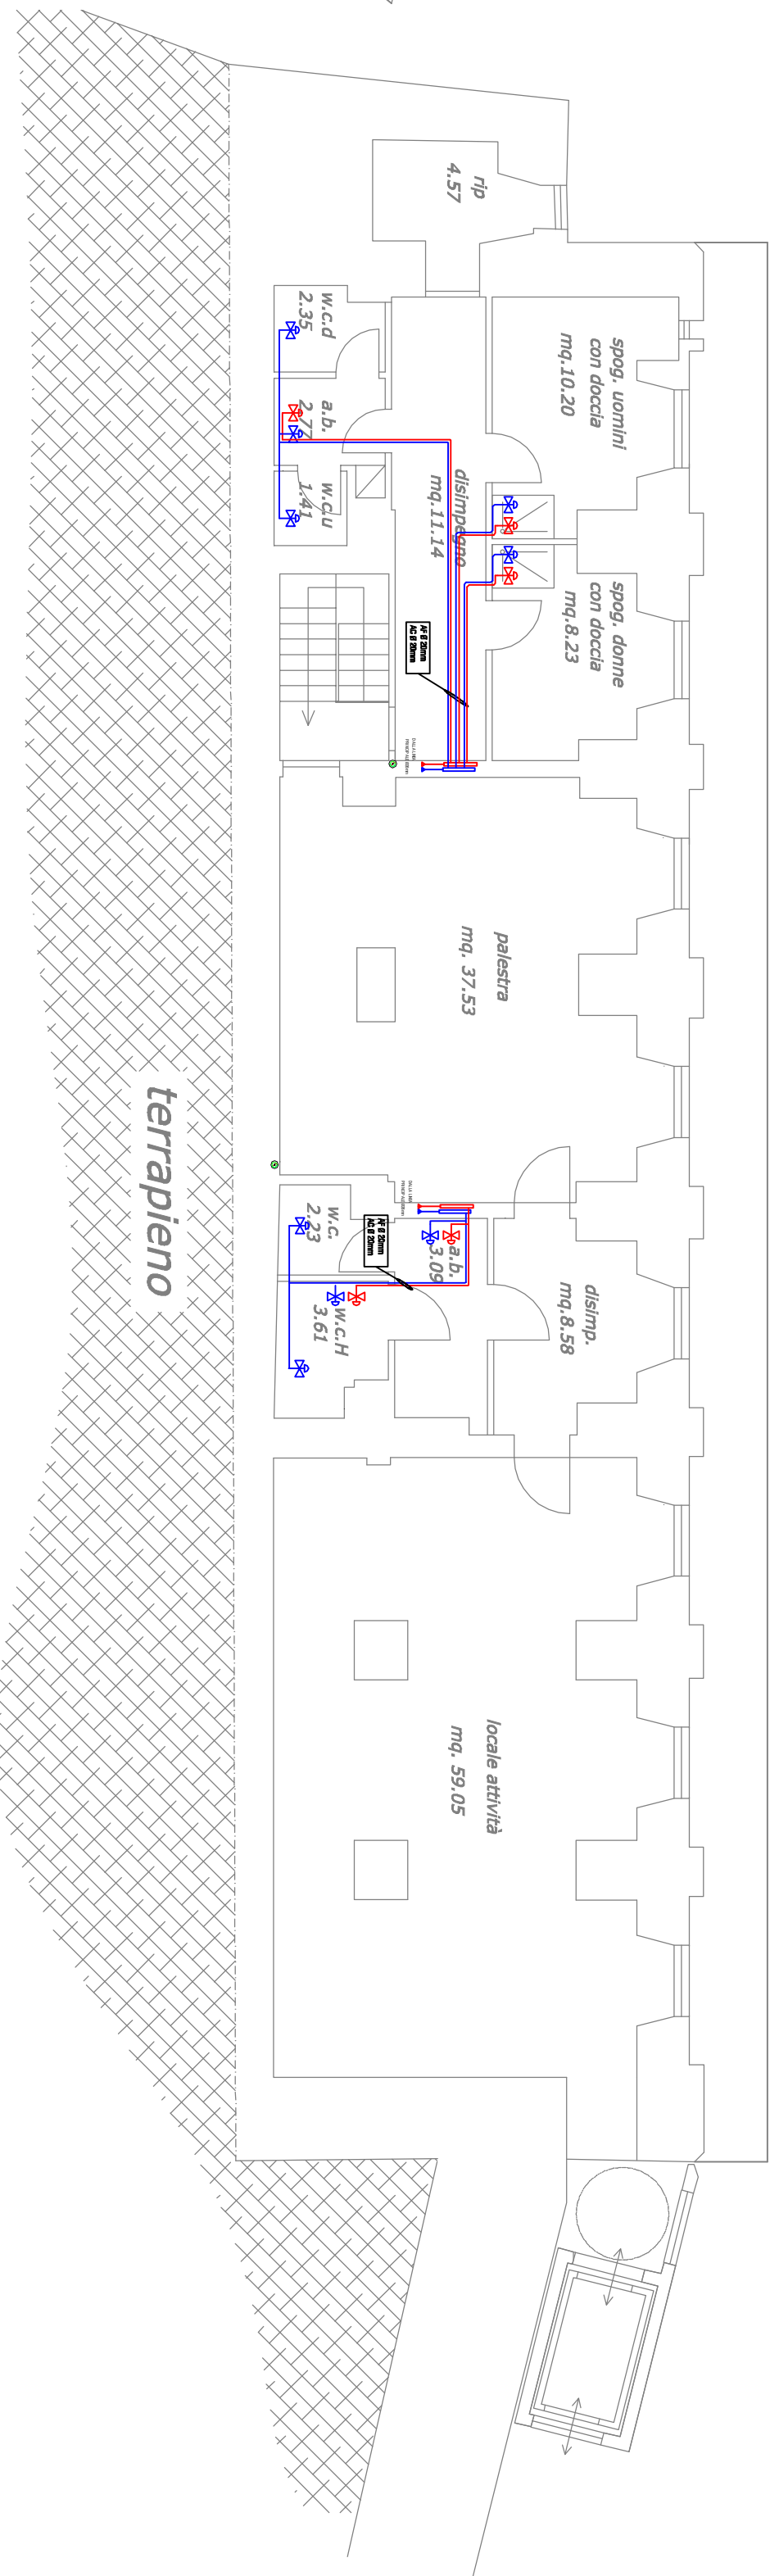 rip
4.57
spog. uomini
con doccia
mq.10.20
w.c.d
2.35
a.b.
2.77
w.c.u
1.41
disimpegno
mq.11.14
spog. donne
con doccia
mq.8.23
AF Ø 20mm
AC Ø 20mm
palestra
mq. 37.53
terrapieno
w.c.
2.23
AF Ø 20mm
AC Ø 20mm
a.b.
3.09
w.c.H
3.61
disimp.
mq.8.58
locale attività
mq. 59.05